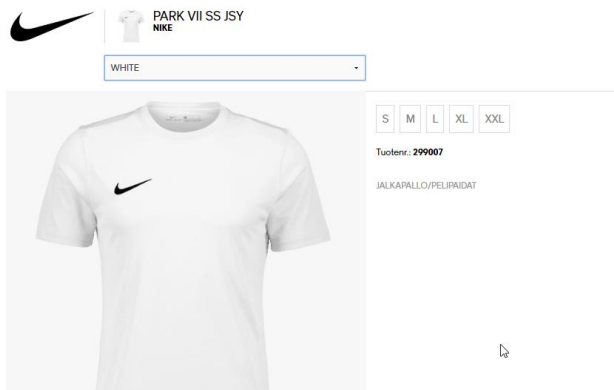 PARK VII SS JSY
NIKE
WHITE
S M L XL XXL
Tuotenr.: 299007
JALKAPALLO/PELIPAIDAT